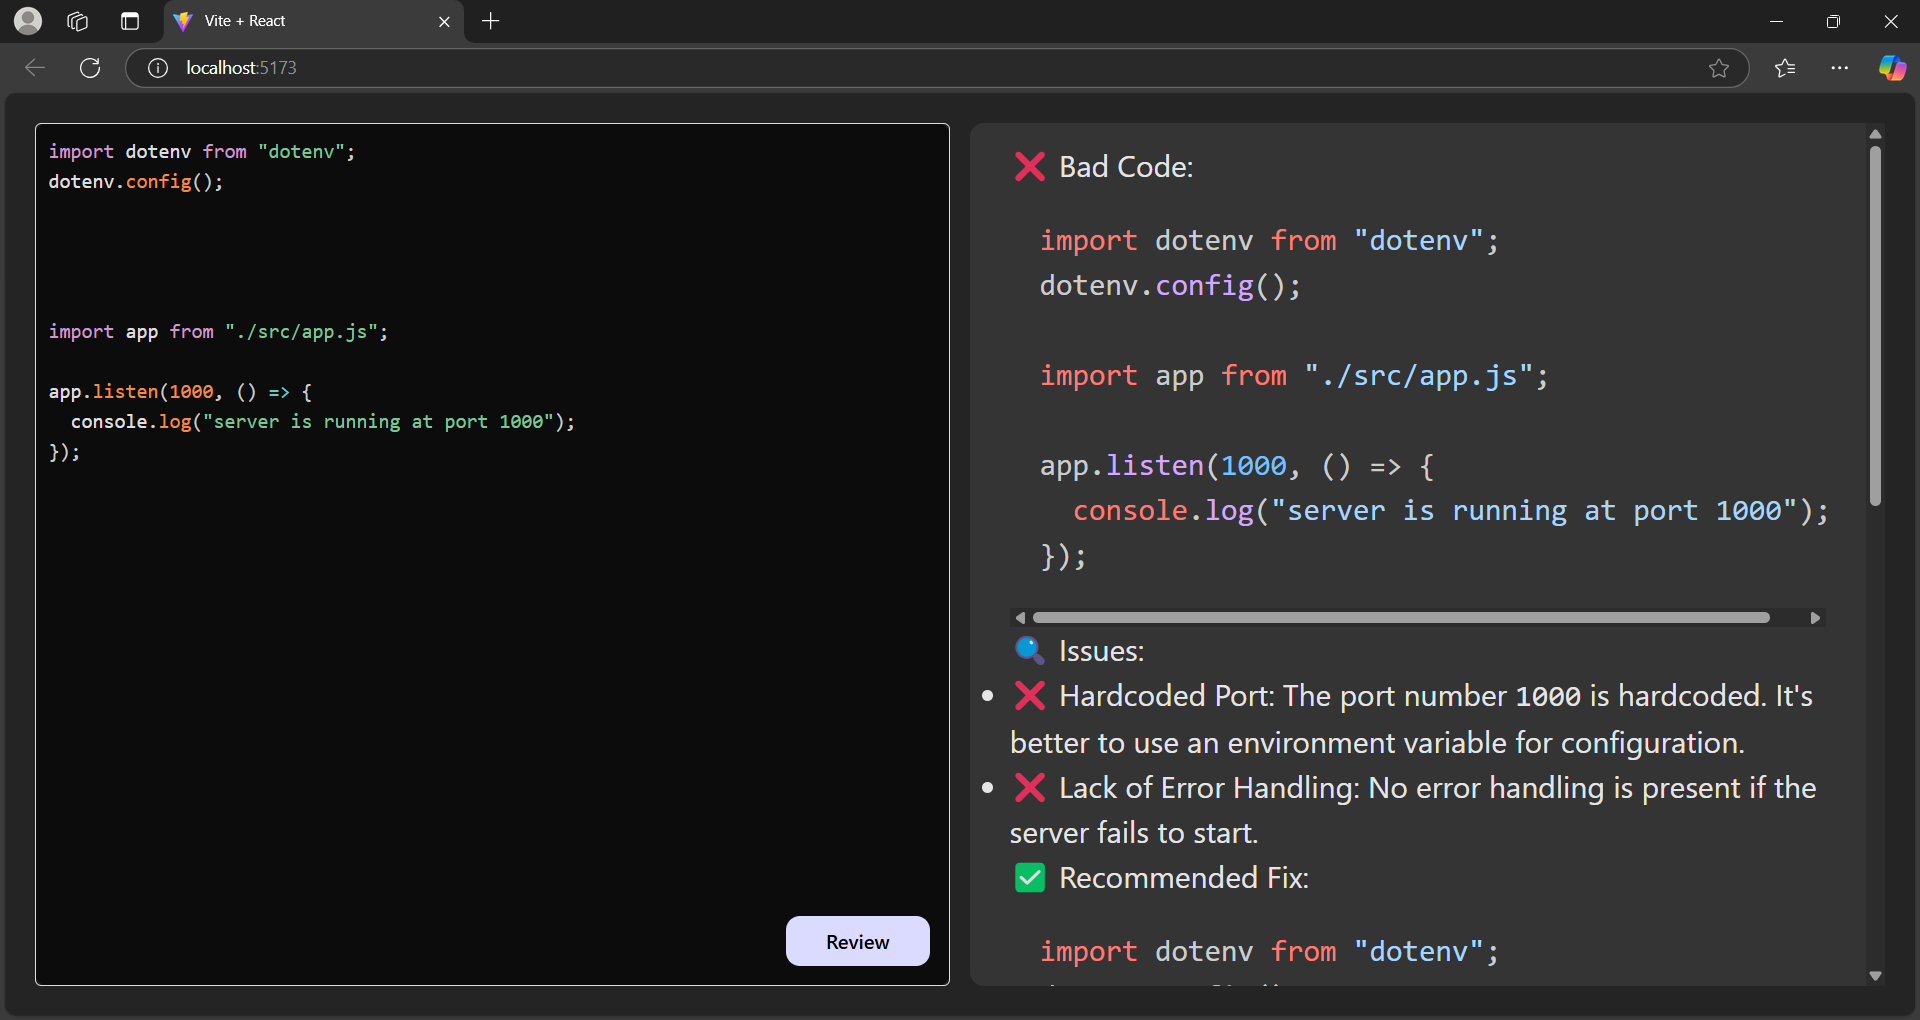 Vite + React
localhost:5173
import dotenv from "dotenv";
dotenv.config();
import app from "./src/app.js";
app.listen(1000, () => {
  console.log("server is running at port 1000");
});
Review
❌ Bad Code:
import dotenv from "dotenv";
dotenv.config();
import app from "./src/app.js";
app.listen(1000, () => {
  console.log("server is running at port 1000");
});
🔍 Issues:
• ❌ Hardcoded Port: The port number 1000 is hardcoded. It's
better to use an environment variable for configuration.
• ❌ Lack of Error Handling: No error handling is present if the
server fails to start.
✅ Recommended Fix:
import dotenv from "dotenv";